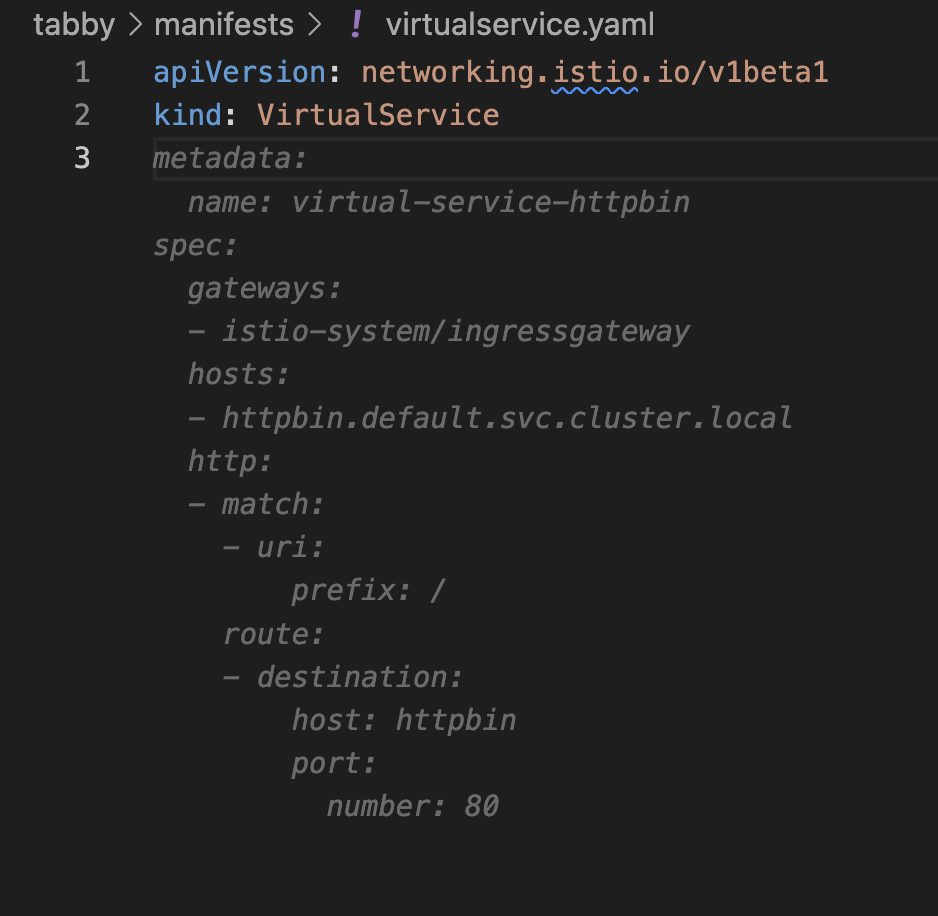 tabby > manifests > ! virtualservice.yaml
1 apiVersion: networking.istio.io/v1beta1
2 kind: VirtualService
3 metadata:
name: virtual-service-httpbin
spec:
gateways:
- istio-system/ingressgateway
hosts:
- httpbin.default.svc.cluster.local
http:
- match:
- uri:
prefix: /
route:
- destination:
host: httpbin
port:
number: 80